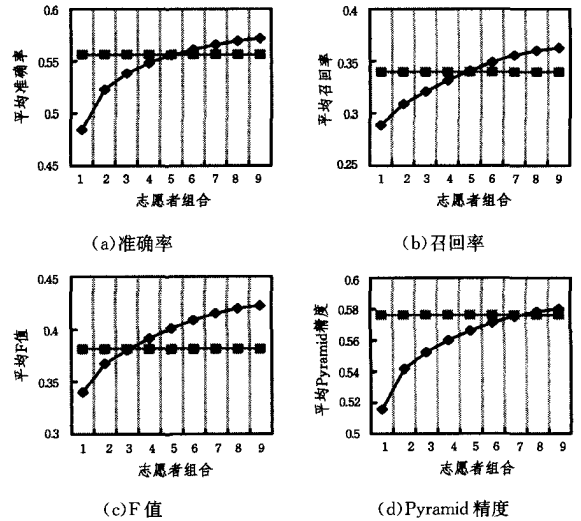 0.6
0.55
0.5
0.45
平均准确率
1 2 3 4 5 6 7 8 9
志愿者组合
(a)准确率
0.4
0.35
0.3
0.25
平均召回率
1 2 3 4 5 6 7 8 9
志愿者组合
(b)召回率
0.45
0.4
0.35
0.3
平均F值
1 2 3 4 5 6 7 8 9
志愿者组合
(c)F值
0.6
0.58
0.56
0.54
0.52
0.5
平均Pyramid精度
1 2 3 4 5 6 7 8 9
志愿者组合
(d)Pyramid精度